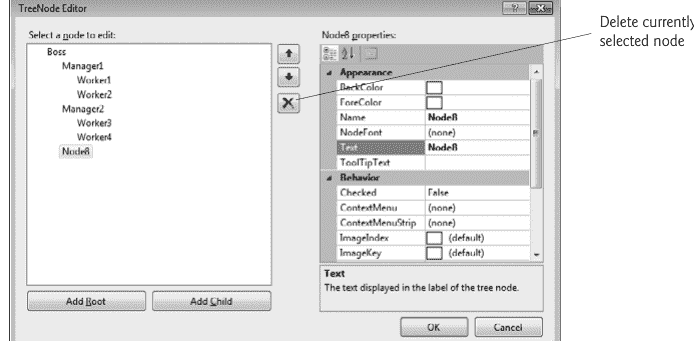 TreeNode Editor
Delete currently
selected node
Select a node to edit:
Node8 properties:
Boss
Manager1
Worker1
Worker2
Manager2
Worker3
Worker4
Node8
Appearance
BackColor
ForeColor
Name Node8
NodeFont (none)
Text Node8
ToolTipText
Behavior
Checked False
ContextMenu (none)
ContextMenuStrip (none)
ImageIndex (default)
ImageKey (default)
Text
The text displayed in the label of the tree node.
Add Root Add Child
OK Cancel